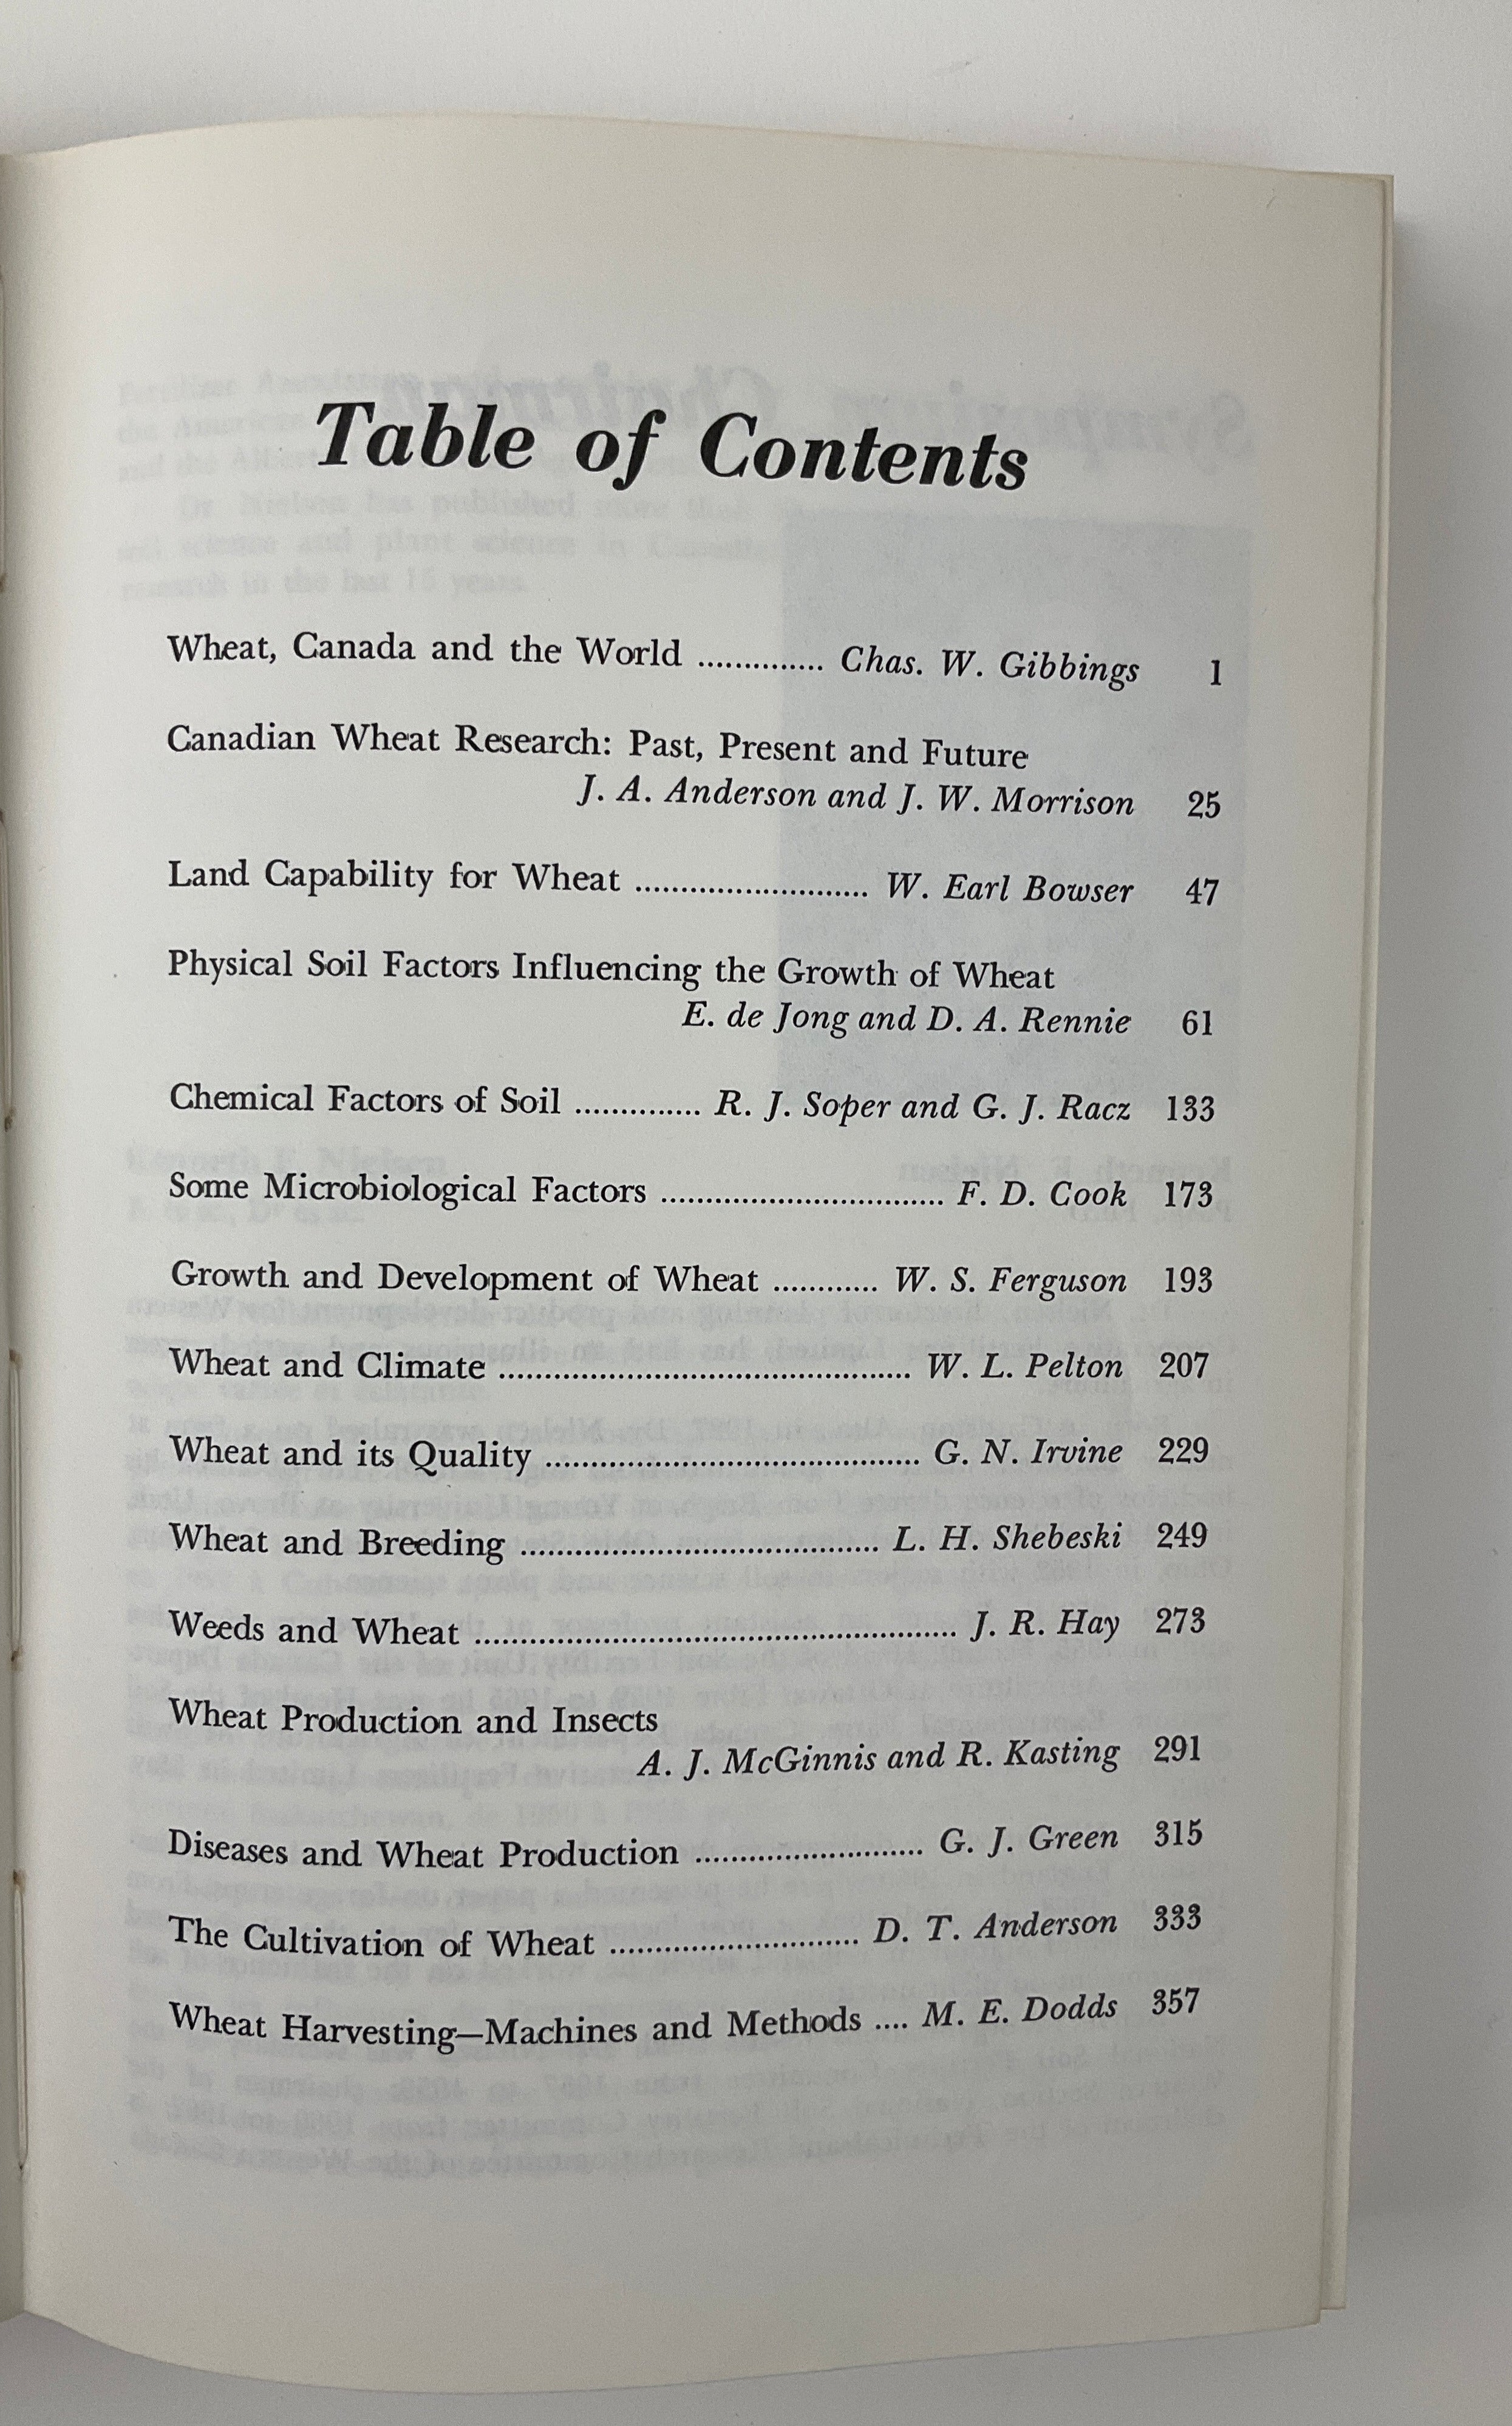 Table of Contents
Wheat, Canada and the World .............. Chas. W. Gibbings 1
Canadian Wheat Research: Past, Present and Future
J. A. Anderson and J. W. Morrison 25
Land Capability for Wheat .......................... W. Earl Bowser 47
Physical Soil Factors Influencing the Growth of Wheat
E. de Jong and D. A. Rennie 61
Chemical Factors of Soil .............. R. J. Soper and G. J. Racz 133
Some Microbiological Factors ............................... F. D. Cook 173
Growth and Development of Wheat ............ W. S. Ferguson 193
Wheat and Climate .............................................. W. L. Pelton 207
Wheat and its Quality .......................................... G. N. Irvine 229
Wheat and Breeding ........................................ L. H. Shebeski 249
Weeds and Wheat ...................................................... J. R. Hay 273
Wheat Production and Insects
A. J. McGinnis and R. Kasting 291
Diseases and Wheat Production ......................... G. J. Green 315
The Cultivation of Wheat ............................ D. T. Anderson 333
Wheat Harvesting—Machines and Methods .... M. E. Dodds 357